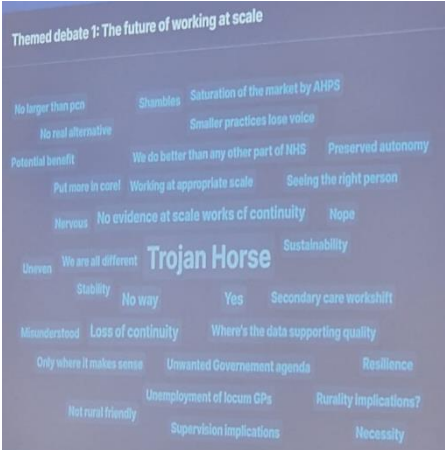 Themed debate 1: The future of working at scale
Saturation of the market by AHPS
Shambles
No larger than pcn
Smaller practices lose voice
No real alternative
We do better than any other part of NHS
Preserved autonomy
Potential benefit
Put more in core!
Working at appropriate scale
Seeing the right person
Nervous
No evidence at scale works cf continuity
Nope
Sustainability
Uneven
We are all different
Trojan Horse
Stability
No way
Yes
Secondary care workshift
Misunderstood
Loss of continuity
Where's the data supporting quality
Only where it makes sense
Unwanted Governement agenda
Resilience
Unemployment of locum GPs
Rurality implications?
Not rural friendly
Supervision implications
Necessity